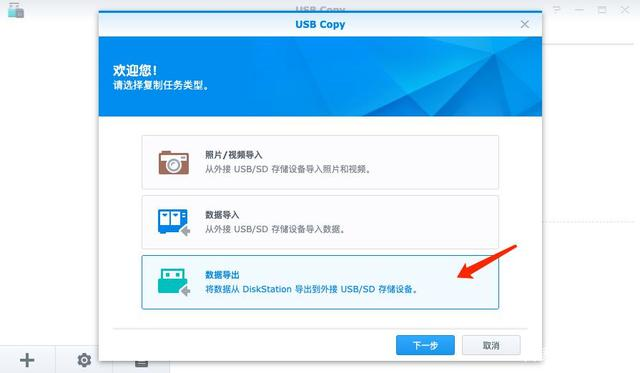 USB Copy
USB Copy
欢迎您!
请选择复制任务类型。
照片/视频导入
从外接 USB/SD 存储设备导入照片和视频。
数据导入
从外接 USB/SD 存储设备导入数据。
数据导出
将数据从 DiskStation 导出到外接 USB/SD 存储设备。
下一步
取消